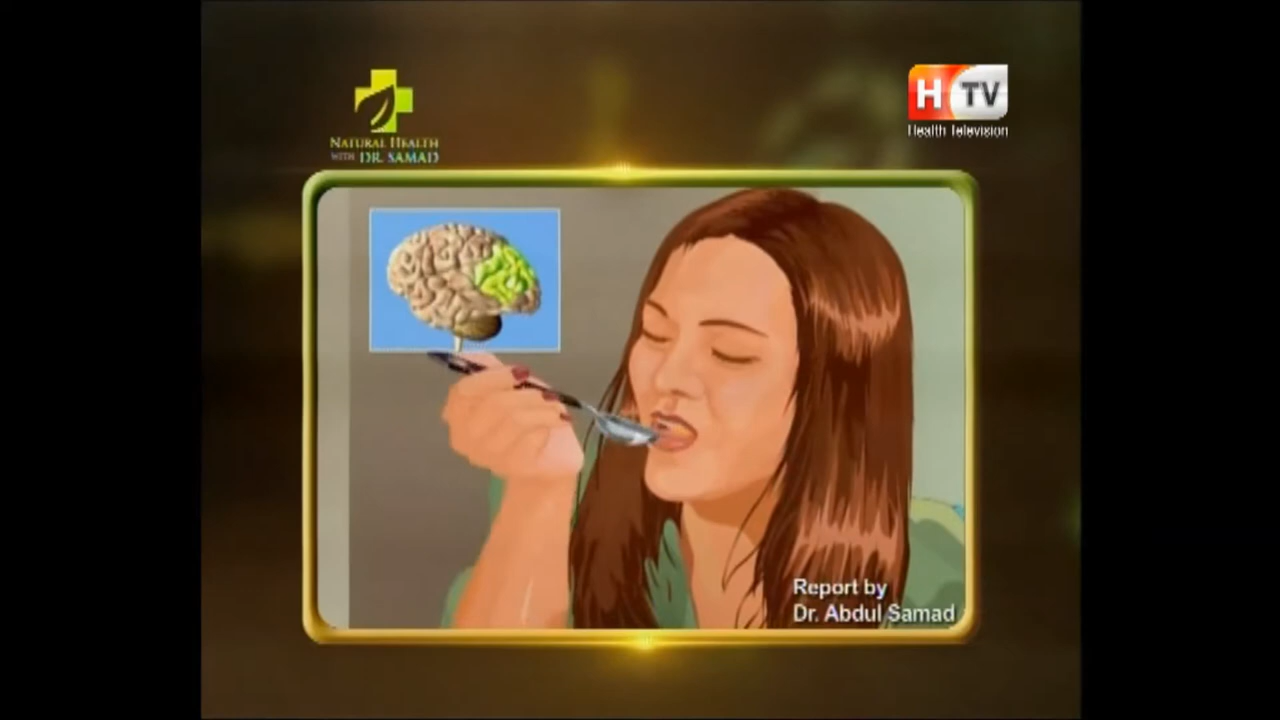 NATURAL HEALTH
WITH DR. SAMAD
H TV
Health Television
Report by
Dr. Abdul Samad